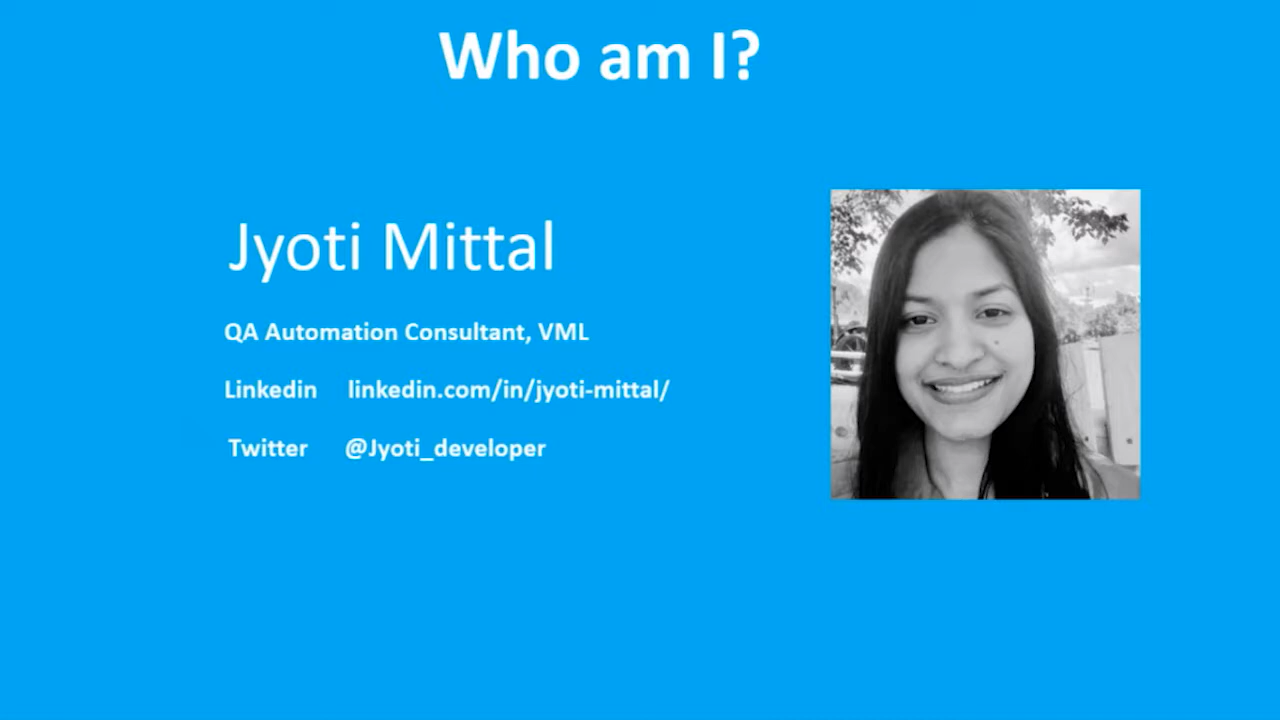 Who am I?
Jyoti Mittal
QA Automation Consultant, VML
Linkedin linkedin.com/in/jyoti-mittal/
Twitter @Jyoti_developer